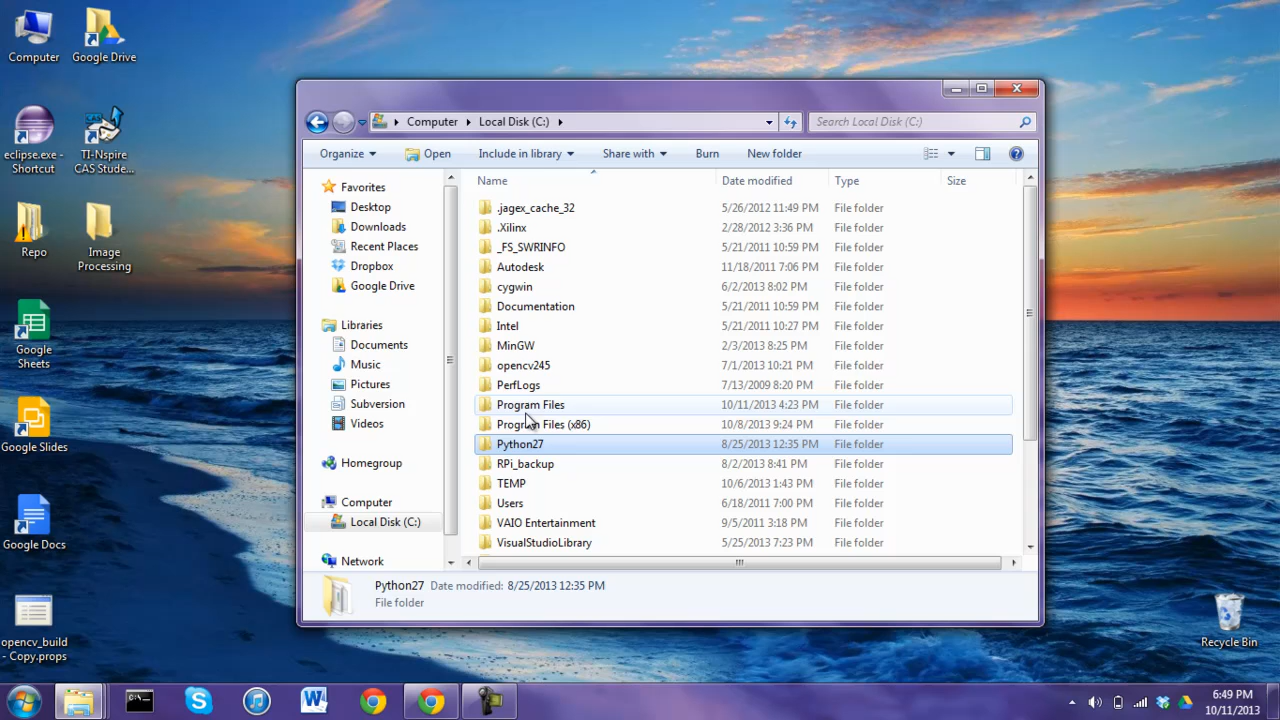 Computer
Google Drive
eclipse.exe -
Shortcut
TI-Nspire
CAS Stude...
Repo
Image
Processing
Google
Sheets
Google Slides
Google Docs
opencv_build
- Copy.props
Computer
Local Disk (C:)
Search Local Disk (C:)
Organize
Open
Include in library
Share with
Burn
New folder
Favorites
Desktop
Downloads
Recent Places
Dropbox
Google Drive
Libraries
Documents
Music
Pictures
Subversion
Videos
Homegroup
Computer
Local Disk (C:)
Network
Name Date modified Type Size
.jagex_cache_32 5/26/2012 11:49 PM File folder
.Xilinx 2/28/2012 3:36 PM File folder
_FS_SWRINFO 5/21/2011 10:59 PM File folder
Autodesk 11/18/2011 7:06 PM File folder
cygwin 6/2/2013 8:02 PM File folder
Documentation 5/21/2011 10:59 PM File folder
Intel 5/21/2011 10:27 PM File folder
MinGW 2/3/2013 8:25 PM File folder
opencv245 7/1/2013 10:21 PM File folder
PerfLogs 7/13/2009 8:20 PM File folder
Program Files 10/11/2013 4:23 PM File folder
Program Files (x86) 10/8/2013 9:24 PM File folder
Python27 8/25/2013 12:35 PM File folder
RPi_backup 8/2/2013 8:41 PM File folder
TEMP 10/6/2013 1:43 PM File folder
Users 6/18/2011 7:00 PM File folder
VAIO Entertainment 9/5/2011 3:18 PM File folder
VisualStudioLibrary 5/25/2013 7:23 PM File folder
Python27 Date modified: 8/25/2013 12:35 PM
File folder
Recycle Bin
C:\_
6:49 PM
10/11/2013